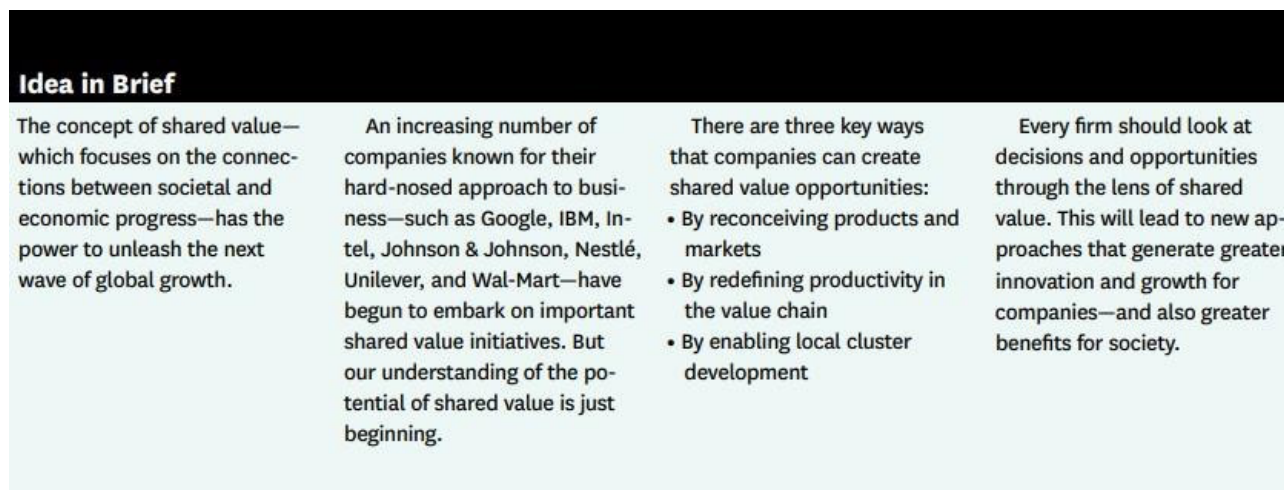 Idea in Brief
The concept of shared value—
which focuses on the connec-
tions between societal and
economic progress—has the
power to unleash the next
wave of global growth.
An increasing number of
companies known for their
hard-nosed approach to busi-
ness—such as Google, IBM, In-
tel, Johnson & Johnson, Nestlé,
Unilever, and Wal-Mart—have
begun to embark on important
shared value initiatives. But
our understanding of the po-
tential of shared value is just
beginning.
There are three key ways
that companies can create
shared value opportunities:
• By reconceiving products and
markets
• By redefining productivity in
the value chain
• By enabling local cluster
development
Every firm should look at
decisions and opportunities
through the lens of shared
value. This will lead to new ap-
proaches that generate greater
innovation and growth for
companies—and also greater
benefits for society.